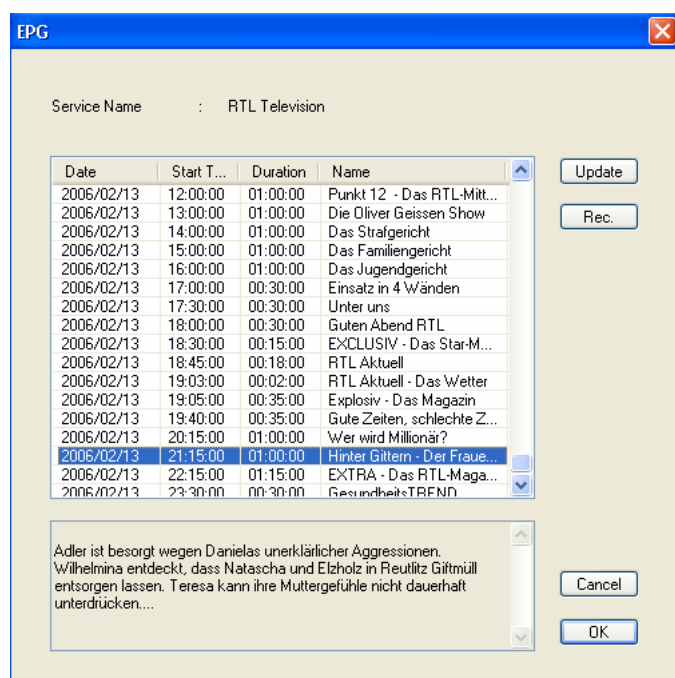 EPG
Service Name : RTL Television
Date Start T... Duration Name
2006/02/13 12:00:00 01:00:00 Punkt 12 - Das RTL-Mitt...
2006/02/13 13:00:00 01:00:00 Die Oliver Geissen Show
2006/02/13 14:00:00 01:00:00 Das Strafgericht
2006/02/13 15:00:00 01:00:00 Das Familiengericht
2006/02/13 16:00:00 01:00:00 Das Jugendgericht
2006/02/13 17:00:00 00:30:00 Einsatz in 4 Wänden
2006/02/13 17:30:00 00:30:00 Unter uns
2006/02/13 18:00:00 00:30:00 Guten Abend RTL
2006/02/13 18:30:00 00:15:00 EXCLUSIV - Das Star-M...
2006/02/13 18:45:00 00:18:00 RTL Aktuell
2006/02/13 19:03:00 00:02:00 RTL Aktuell - Das Wetter
2006/02/13 19:05:00 00:35:00 Explosiv - Das Magazin
2006/02/13 19:40:00 00:35:00 Gute Zeiten, schlechte Z...
2006/02/13 20:15:00 01:00:00 Wer wird Millionär?
2006/02/13 21:15:00 01:00:00 Hinter Gittern - Der Fraue...
2006/02/13 22:15:00 01:15:00 EXTRA - Das RTL-Maga...
2006/02/13 23:30:00 00:30:00 GesundheitsTREND
Update
Rec.
Adler ist besorgt wegen Danielas unerklärlicher Aggressionen.
Wilhelmina entdeckt, dass Natascha und Elzholz in Reutlitz Giftmüll
entsorgen lassen. Teresa kann ihre Muttergefühle nicht dauerhaft
unterdrücken....
Cancel
OK